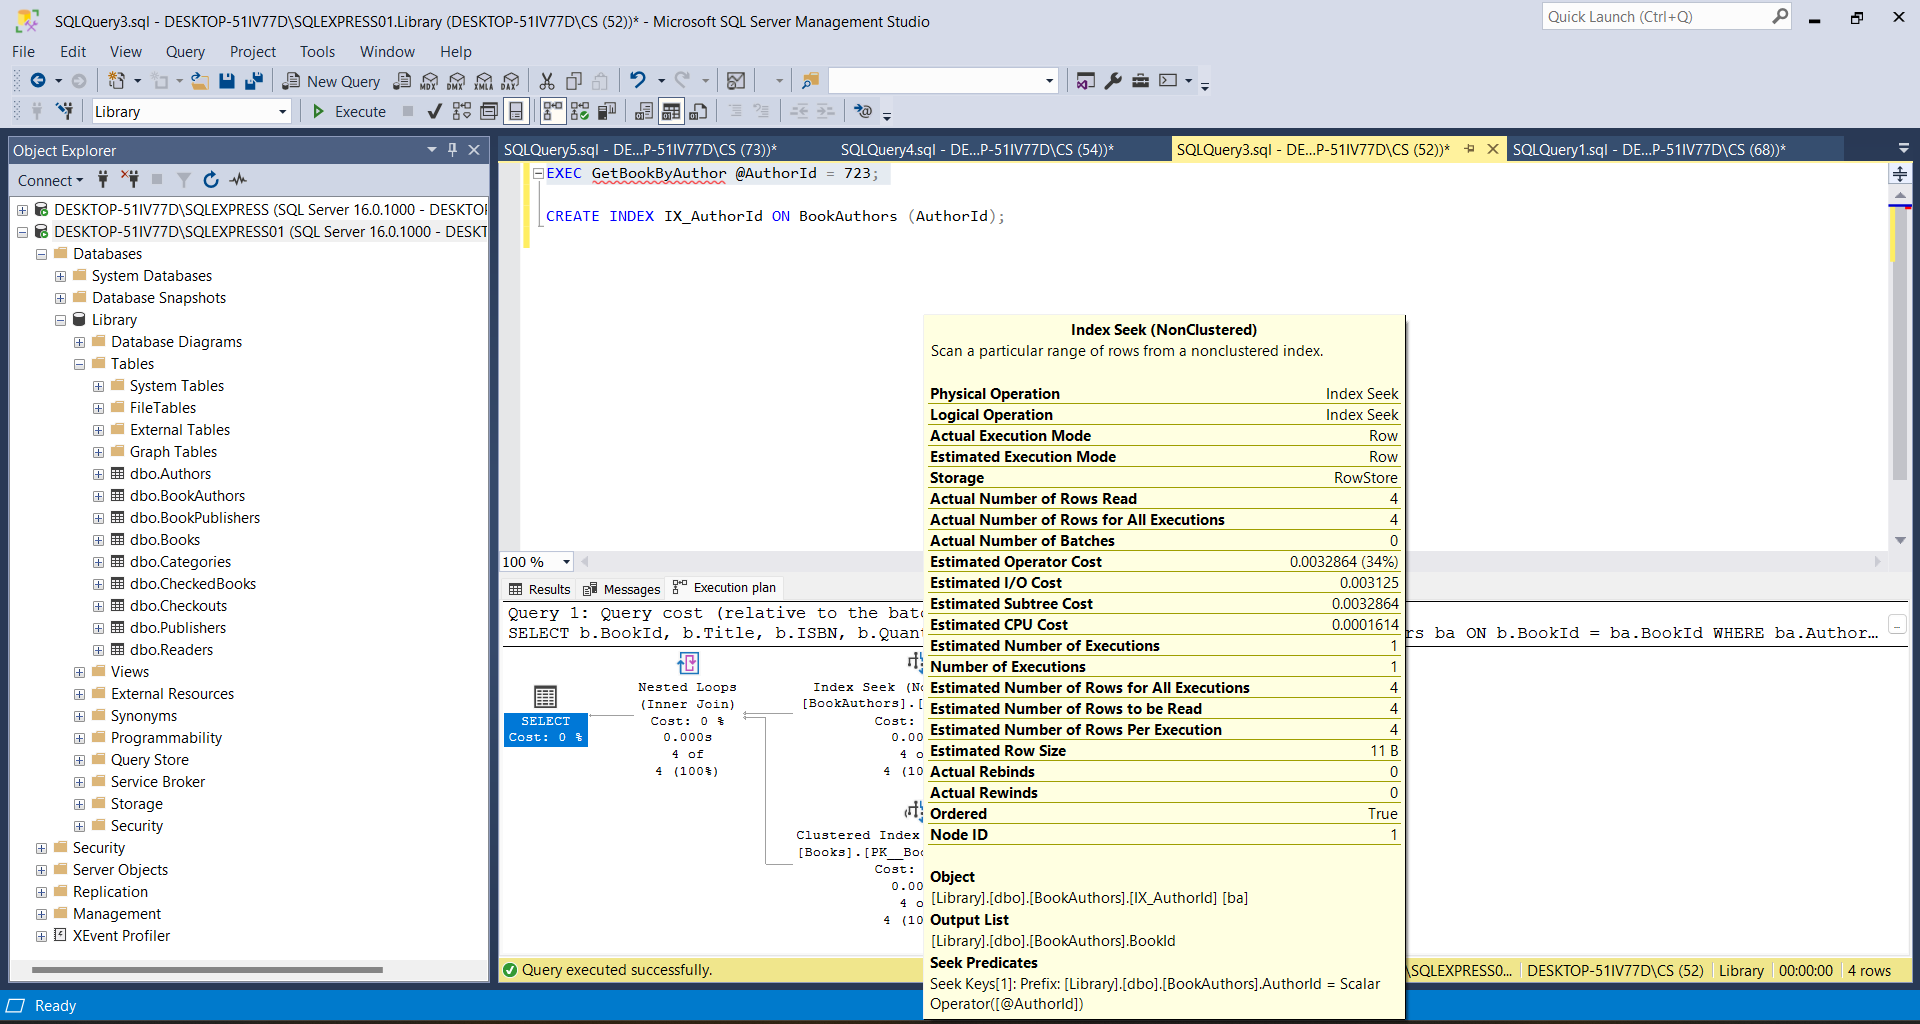 SQLQuery3.sql - DESKTOP-51IV77D\SQLEXPRESS01.Library (DESKTOP-51IV77D\CS (52))* - Microsoft SQL Server Management Studio
Quick Launch (Ctrl+Q)
File Edit View Query Project Tools Window Help
New Query
MDX DMX XMLA DAX
Library
Execute
Object Explorer
Connect
DESKTOP-51IV77D\SQLEXPRESS (SQL Server 16.0.1000 - DESKTO
DESKTOP-51IV77D\SQLEXPRESS01 (SQL Server 16.0.1000 - DESKT
Databases
System Databases
Database Snapshots
Library
Database Diagrams
Tables
System Tables
FileTables
External Tables
Graph Tables
dbo.Authors
dbo.BookAuthors
dbo.BookPublishers
dbo.Books
dbo.Categories
dbo.CheckedBooks
dbo.Checkouts
dbo.Publishers
dbo.Readers
Views
External Resources
Synonyms
Programmability
Query Store
Service Broker
Storage
Security
Security
Server Objects
Replication
Management
XEvent Profiler
SQLQuery5.sql - DE...P-51IV77D\CS (73))*
SQLQuery4.sql - DE...P-51IV77D\CS (54))*
SQLQuery3.sql - DE...P-51IV77D\CS (52))*
SQLQuery1.sql - DE...P-51IV77D\CS (68))*
EXEC GetBookByAuthor @AuthorId = 723;
CREATE INDEX IX_AuthorId ON BookAuthors (AuthorId);
100 %
Results
Messages
Execution plan
Query 1: Query cost (relative to the bat
SELECT b.BookId, b.Title, b.ISBN, b.Quan
rs ba ON b.BookId = ba.BookId WHERE ba.Author...
SELECT
Cost: 0 %
Nested Loops
(Inner Join)
Cost: 0 %
0.000s
4 of
4 (100%)
Index Seek (N
[BookAuthors].[
Cost:
0.00
4 o
4 (10
Clustered Index
[Books].[PK__Bo
Cost:
0.00
4 o
4 (10
Index Seek (NonClustered)
Scan a particular range of rows from a nonclustered index.
Physical Operation Index Seek
Logical Operation Index Seek
Actual Execution Mode Row
Estimated Execution Mode Row
Storage RowStore
Actual Number of Rows Read 4
Actual Number of Rows for All Executions 4
Actual Number of Batches 0
Estimated Operator Cost 0.0032864 (34%)
Estimated I/O Cost 0.003125
Estimated Subtree Cost 0.0032864
Estimated CPU Cost 0.0001614
Estimated Number of Executions 1
Number of Executions 1
Estimated Number of Rows for All Executions 4
Estimated Number of Rows to be Read 4
Estimated Number of Rows Per Execution 4
Estimated Row Size 11 B
Actual Rebinds 0
Actual Rewinds 0
Ordered True
Node ID 1
Object
[Library].[dbo].[BookAuthors].[IX_AuthorId] [ba]
Output List
[Library].[dbo].[BookAuthors].BookId
Seek Predicates
Seek Keys[1]: Prefix: [Library].[dbo].[BookAuthors].AuthorId = Scalar
Operator([@AuthorId])
Query executed successfully.
\SQLEXPRESS0... DESKTOP-51IV77D\CS (52) Library 00:00:00 4 rows
Ready